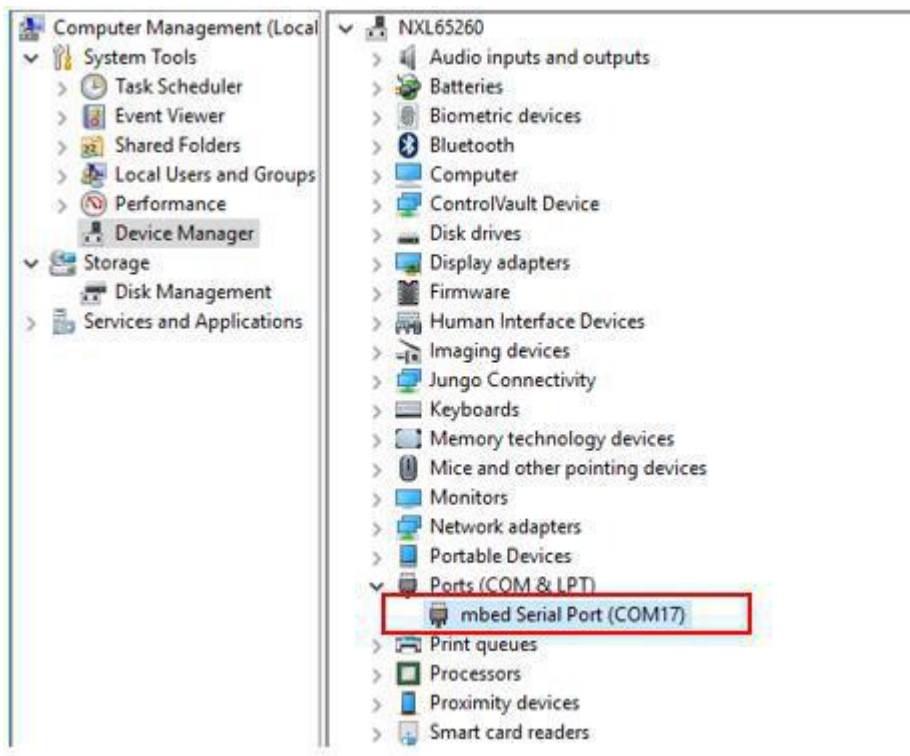 Computer Management (Local
System Tools
Task Scheduler
Event Viewer
Shared Folders
Local Users and Groups
Performance
Device Manager
Storage
Disk Management
Services and Applications
NXL65260
Audio inputs and outputs
Batteries
Biometric devices
Bluetooth
Computer
ControlVault Device
Disk drives
Display adapters
Firmware
Human Interface Devices
Imaging devices
Jungo Connectivity
Keyboards
Memory technology devices
Mice and other pointing devices
Monitors
Network adapters
Portable Devices
Ports (COM & LPT)
mbed Serial Port (COM17)
Print queues
Processors
Proximity devices
Smart card readers